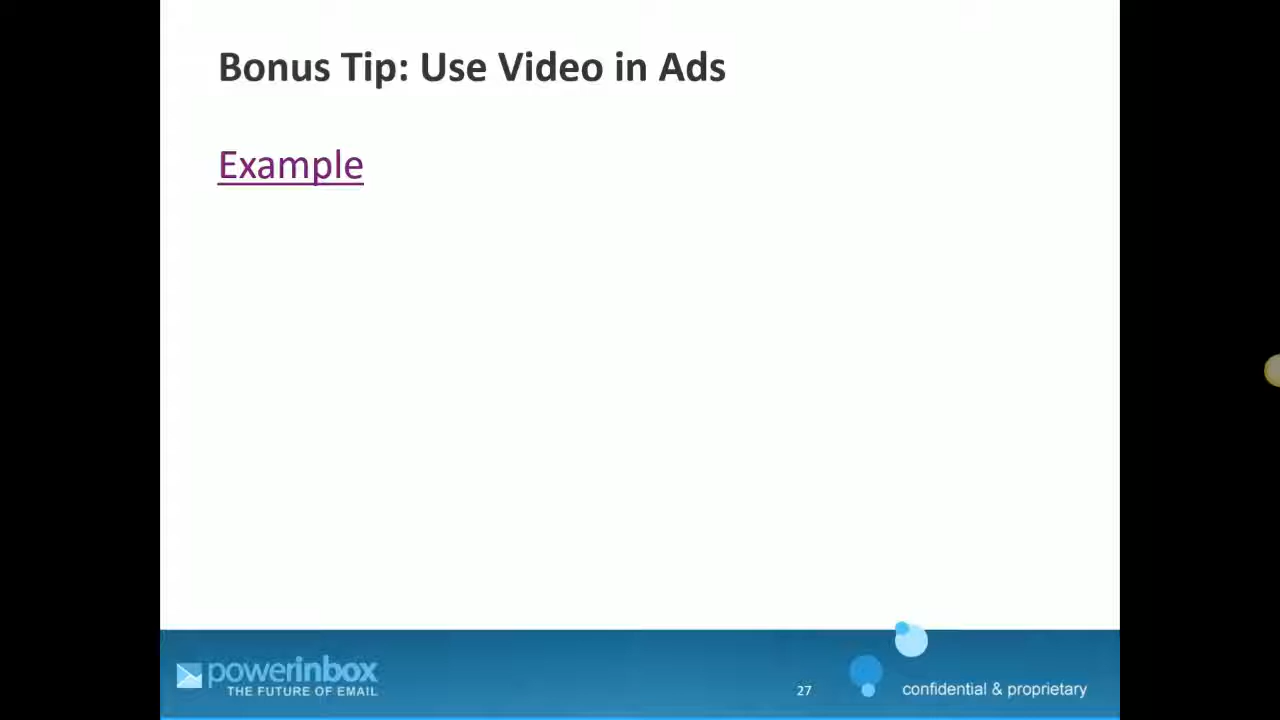 Bonus Tip: Use Video in Ads
Example
powerinbox
THE FUTURE OF EMAIL
27
confidential & proprietary